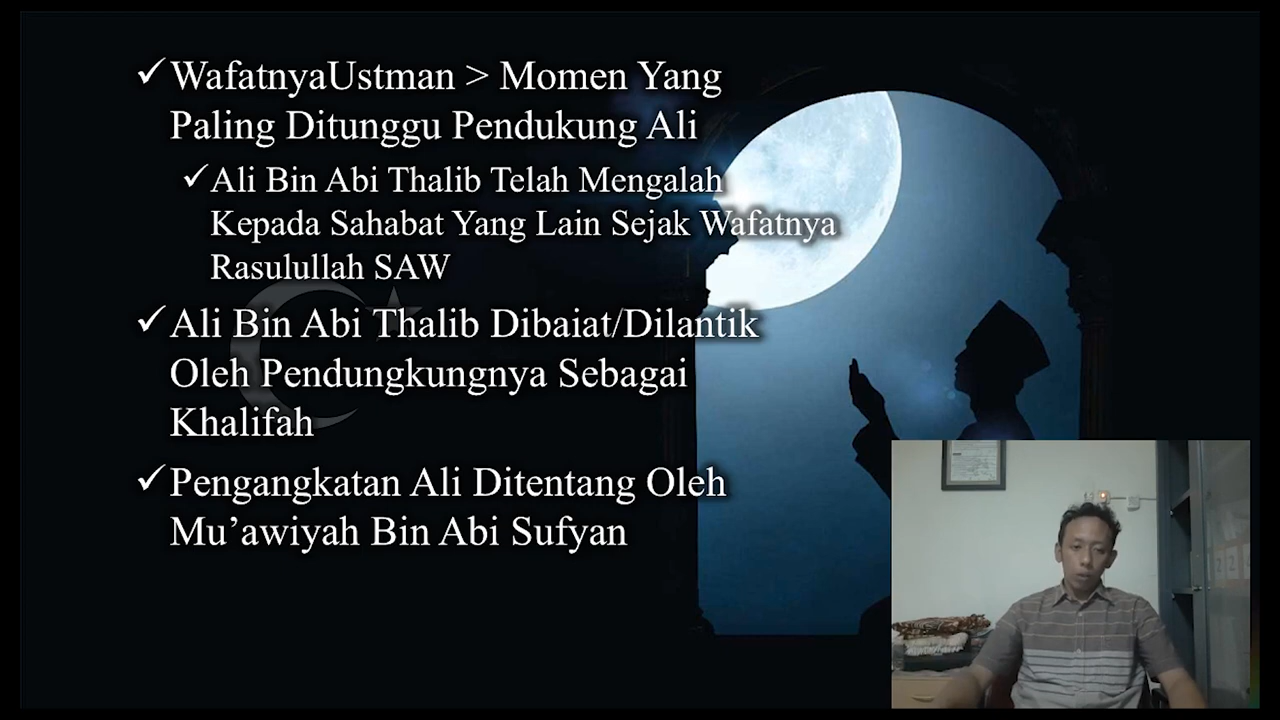 ✓WafatnyaUstman > Momen Yang
Paling Ditunggu Pendukung Ali
✓Ali Bin Abi Thalib Telah Mengalah
Kepada Sahabat Yang Lain Sejak Wafatnya
Rasulullah SAW
✓Ali Bin Abi Thalib Dibaiat/Dilantik
Oleh Pendungkungnya Sebagai
Khalifah
✓Pengangkatan Ali Ditentang Oleh
Mu’awiyah Bin Abi Sufyan